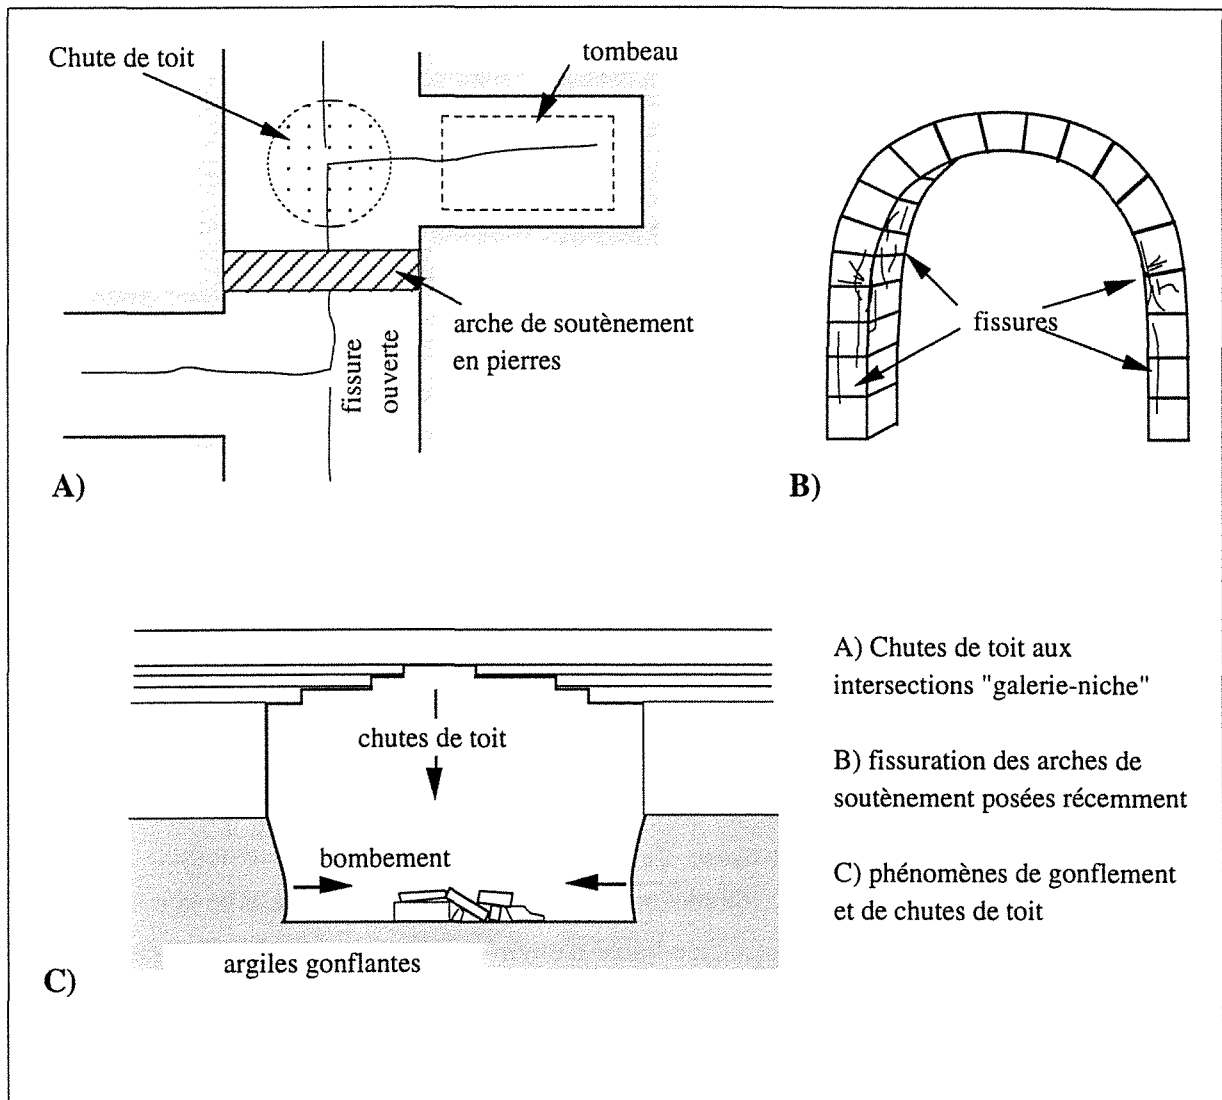 Chute de toit
tombeau
arche de soutènement
en pierres
fissure
ouverte
A)
fissures
B)
chutes de toit
bombement
argiles gonflantes
C)
A) Chutes de toit aux
intersections "galerie-niche"
B) fissuration des arches de
soutènement posées récemment
C) phénomènes de gonflement
et de chutes de toit